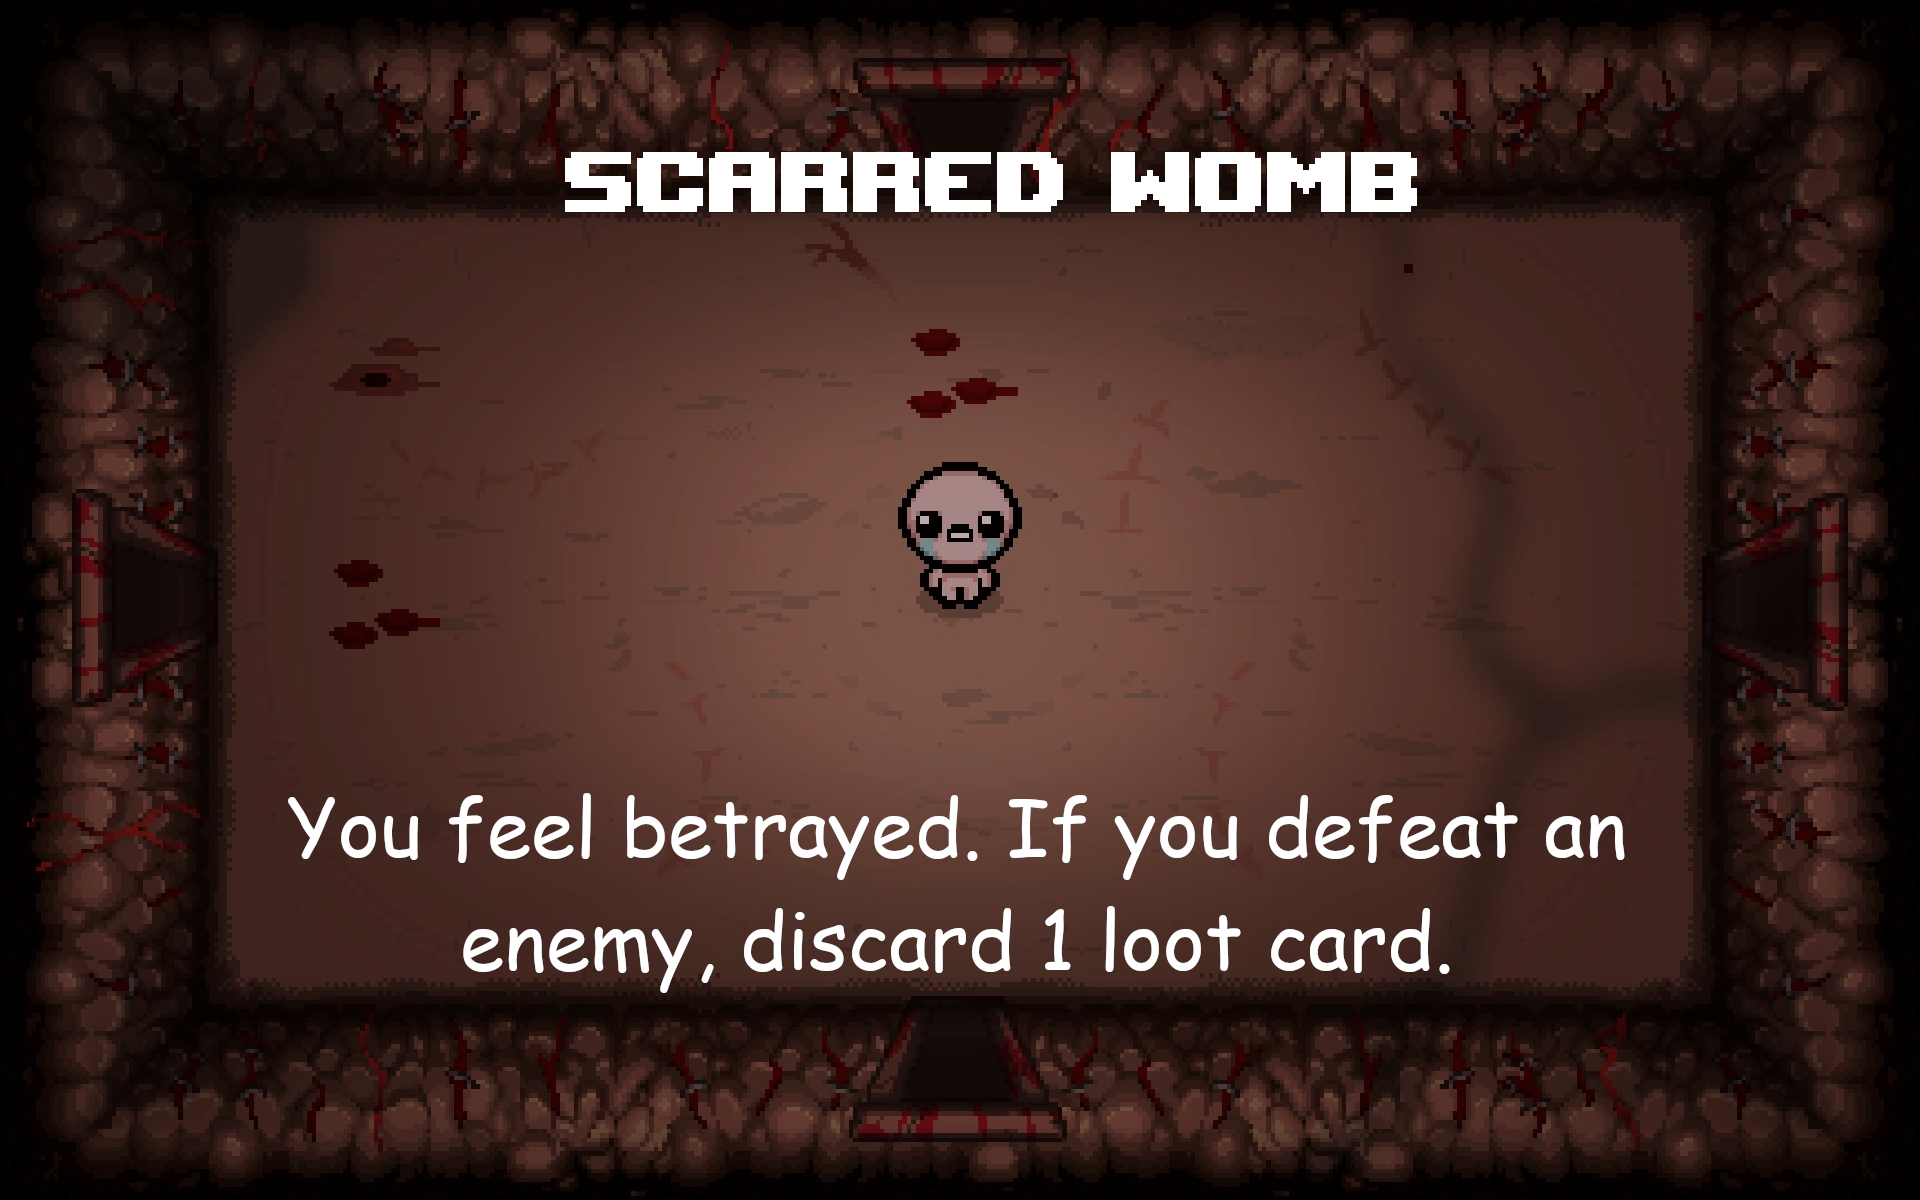 SCARRED WOMB
You feel betrayed. If you defeat an
enemy, discard 1 loot card.